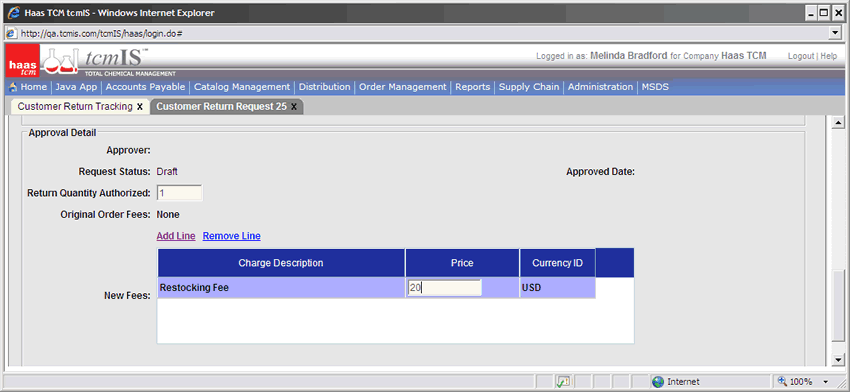 Haas TCM tcmIS - Windows Internet Explorer
http://qa.tcmis.com/tcmIS/haas/login.do#
haas tcm tcmIS™ TOTAL CHEMICAL MANAGEMENT
Logged in as: Melinda Bradford for Company Haas TCM Logout | Help
Home | Java App | Accounts Payable | Catalog Management | Distribution | Order Management | Reports | Supply Chain | Administration | MSDS
Customer Return Tracking X Customer Return Request 25 X
Approval Detail
Approver:
Request Status: Draft Approved Date:
Return Quantity Authorized: 1
Original Order Fees: None
Add Line Remove Line
Charge Description Price Currency ID
New Fees: Restocking Fee 20 USD
Internet 100%